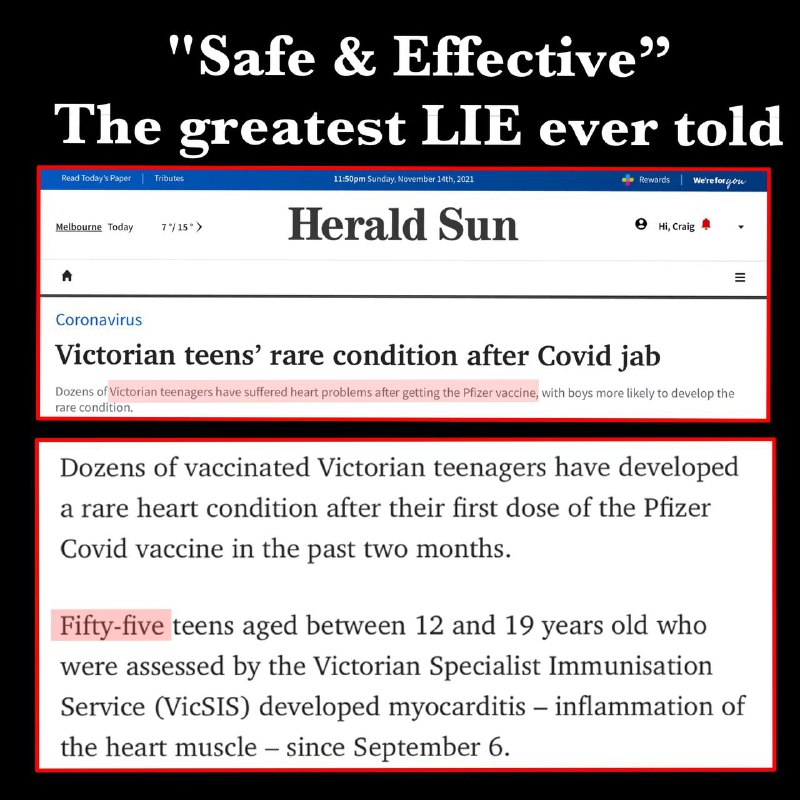 "Safe & Effective”
The greatest LIE ever told
Read Today's Paper | Tributes 11:50pm Sunday, November 14th, 2021 Rewards | We're for you
Melbourne Today 7°/ 15° > Herald Sun Hi, Craig
Coronavirus
Victorian teens’ rare condition after Covid jab
Dozens of Victorian teenagers have suffered heart problems after getting the Pfizer vaccine, with boys more likely to develop the
rare condition.
Dozens of vaccinated Victorian teenagers have developed
a rare heart condition after their first dose of the Pfizer
Covid vaccine in the past two months.
Fifty-five teens aged between 12 and 19 years old who
were assessed by the Victorian Specialist Immunisation
Service (VicSIS) developed myocarditis – inflammation of
the heart muscle – since September 6.